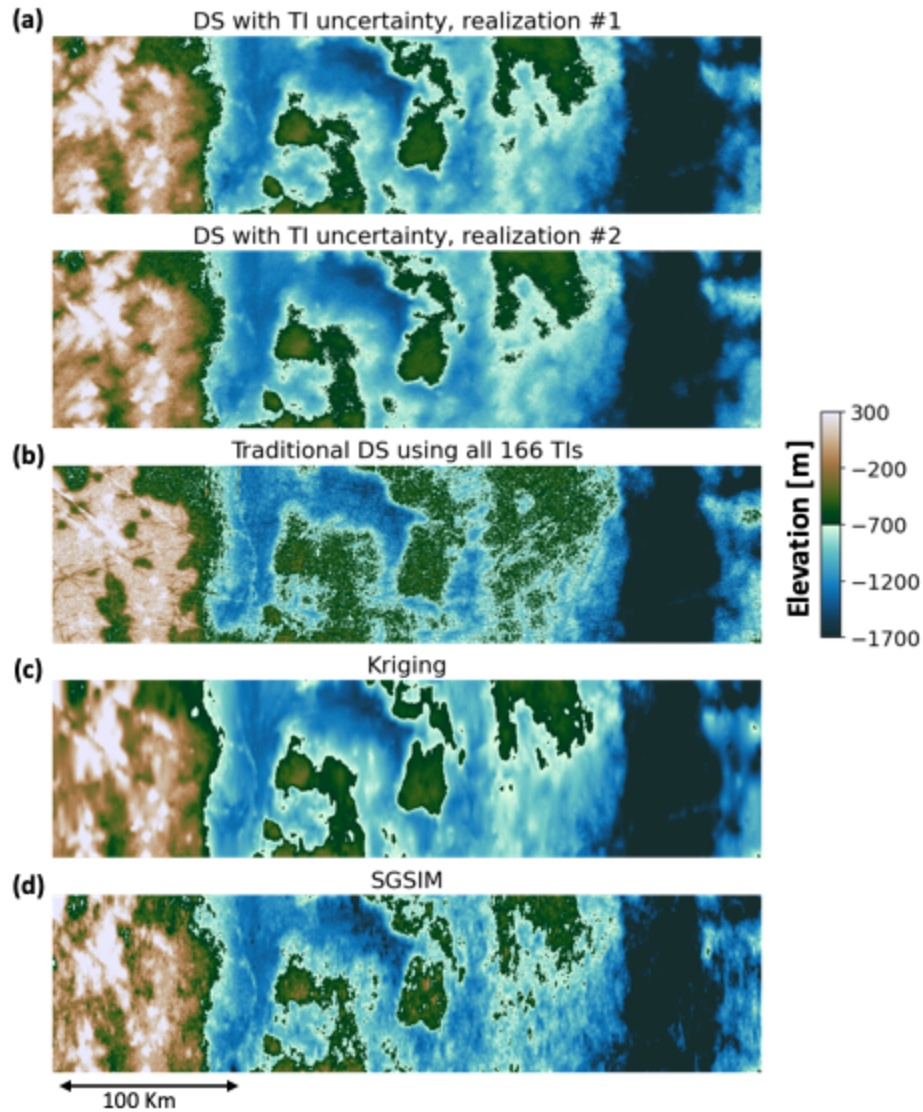 (a)
DS with TI uncertainty, realization #1
DS with TI uncertainty, realization #2
(b)
Traditional DS using all 166 TIs
(c)
Kriging
(d)
SGSIM
100 Km
Elevation [m]
300
−200
−700
−1200
−1700